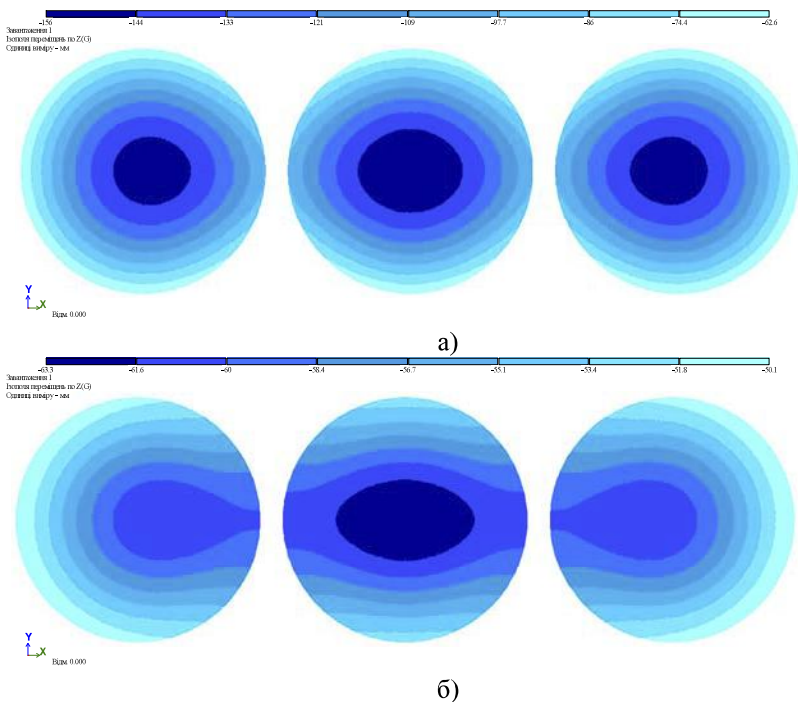 -156 -144 -133 -121 -109 -97.7 -86 -74.4 -62.6
Завантаження 1
Ізополя переміщень по Z(G)
Одиниці виміру - мм
Y
X
Відм. 0.000
а)
-63.3 -61.6 -60 -58.4 -56.7 -55.1 -53.4 -51.8 -50.1
Завантаження 1
Ізополя переміщень по Z(G)
Одиниці виміру - мм
Y
X
Відм. 0.000
б)